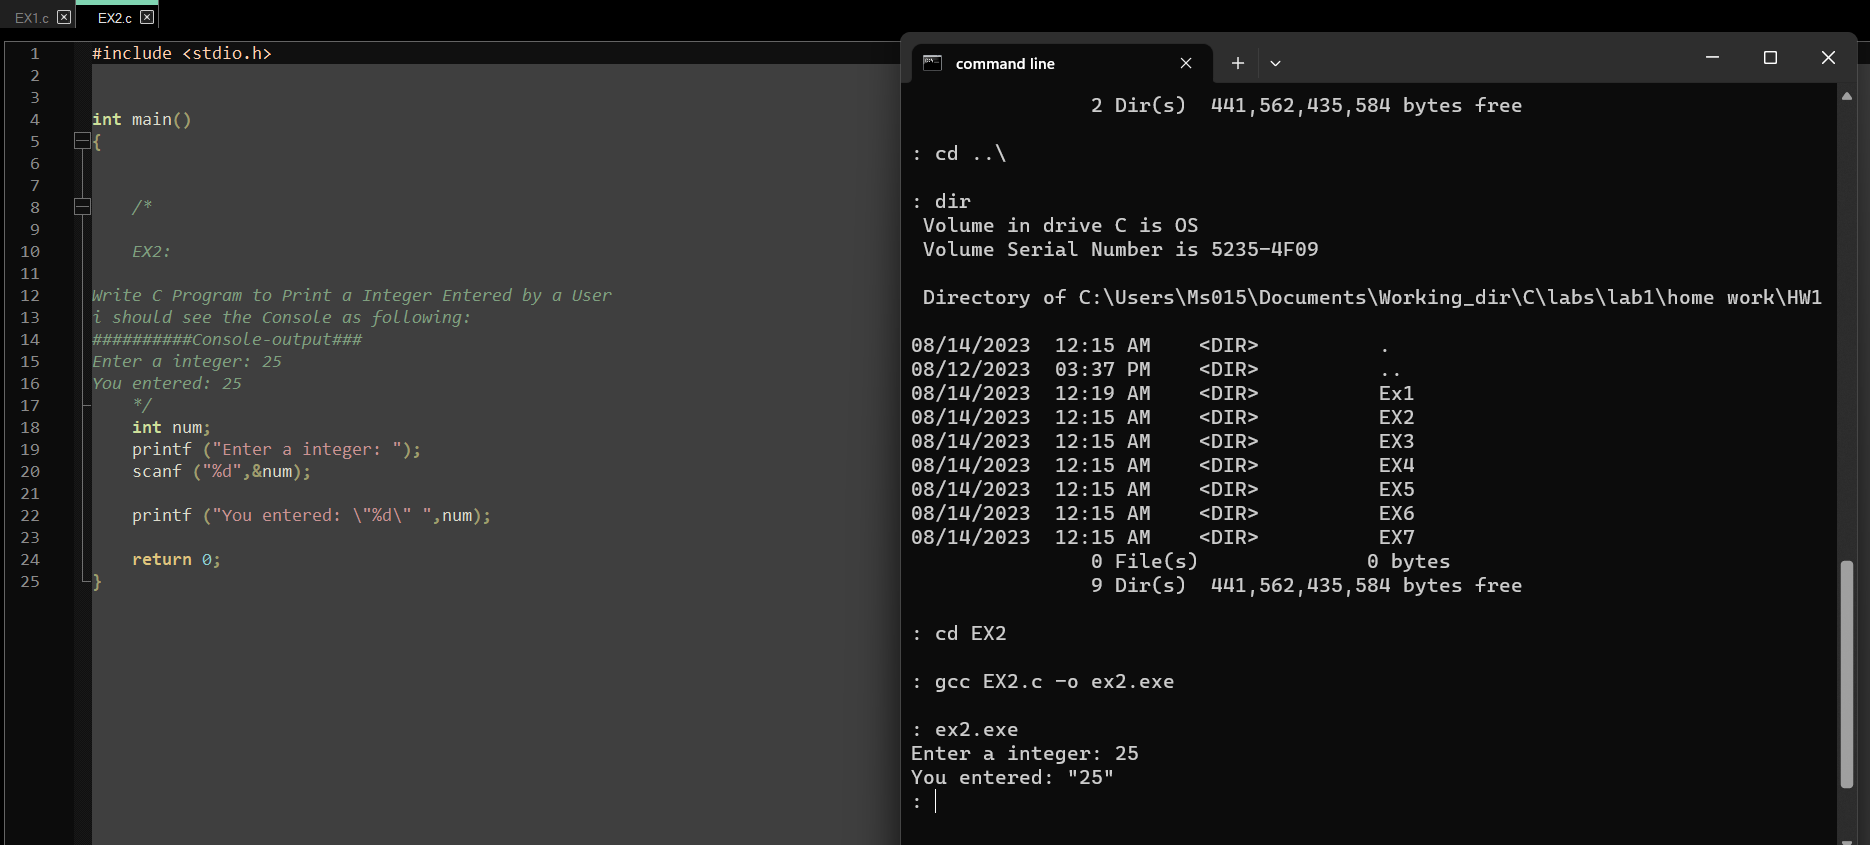 EX1.c EX2.c
1 #include <stdio.h>
2
3
4 int main()
5 {
6
7
8 /*
9
10 EX2:
11
12 Write C Program to Print a Integer Entered by a User
13 i should see the Console as following:
14 ##########Console-output###
15 Enter a integer: 25
16 You entered: 25
17 */
18 int num;
19 printf ("Enter a integer: ");
20 scanf ("%d",&num);
21
22 printf ("You entered: \"%d\" ",num);
23
24 return 0;
25 }
command line
2 Dir(s) 441,562,435,584 bytes free
: cd ..\
: dir
Volume in drive C is OS
Volume Serial Number is 5235-4F09
Directory of C:\Users\Ms015\Documents\Working_dir\C\labs\lab1\home work\HW1
08/14/2023 12:15 AM <DIR> .
08/12/2023 03:37 PM <DIR> ..
08/14/2023 12:19 AM <DIR> Ex1
08/14/2023 12:15 AM <DIR> EX2
08/14/2023 12:15 AM <DIR> EX3
08/14/2023 12:15 AM <DIR> EX4
08/14/2023 12:15 AM <DIR> EX5
08/14/2023 12:15 AM <DIR> EX6
08/14/2023 12:15 AM <DIR> EX7
0 File(s) 0 bytes
9 Dir(s) 441,562,435,584 bytes free
: cd EX2
: gcc EX2.c -o ex2.exe
: ex2.exe
Enter a integer: 25
You entered: "25"
: